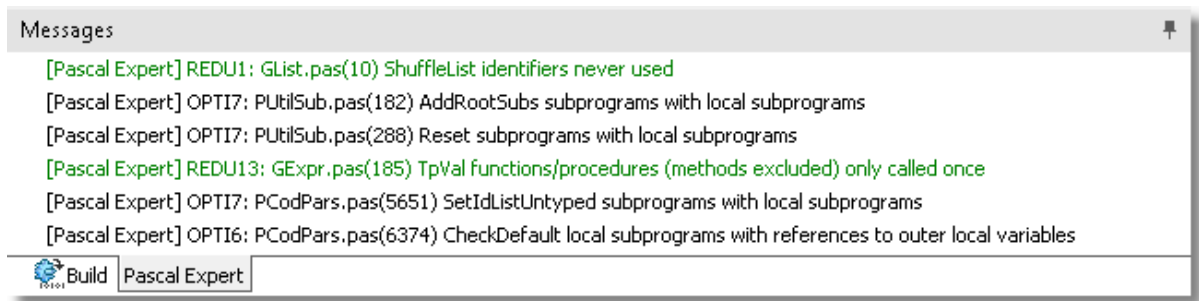 Messages
[Pascal Expert] REDU1: GList.pas(10) ShuffleList identifiers never used
[Pascal Expert] OPTI7: PUtilSub.pas(182) AddRootSubs subprograms with local subprograms
[Pascal Expert] OPTI7: PUtilSub.pas(288) Reset subprograms with local subprograms
[Pascal Expert] REDU13: GExpr.pas(185) TpVal functions/procedures (methods excluded) only called once
[Pascal Expert] OPTI7: PCodPars.pas(5651) SetIdListUntyped subprograms with local subprograms
[Pascal Expert] OPTI6: PCodPars.pas(6374) CheckDefault local subprograms with references to outer local variables
Build Pascal Expert